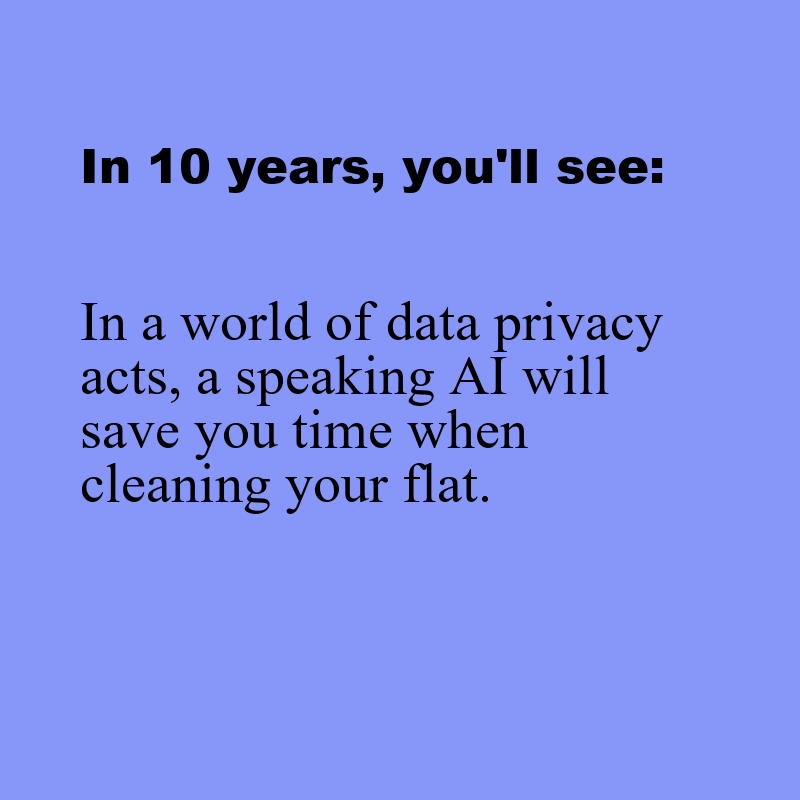 In 10 years, you'll see:
In a world of data privacy
acts, a speaking AI will
save you time when
cleaning your flat.